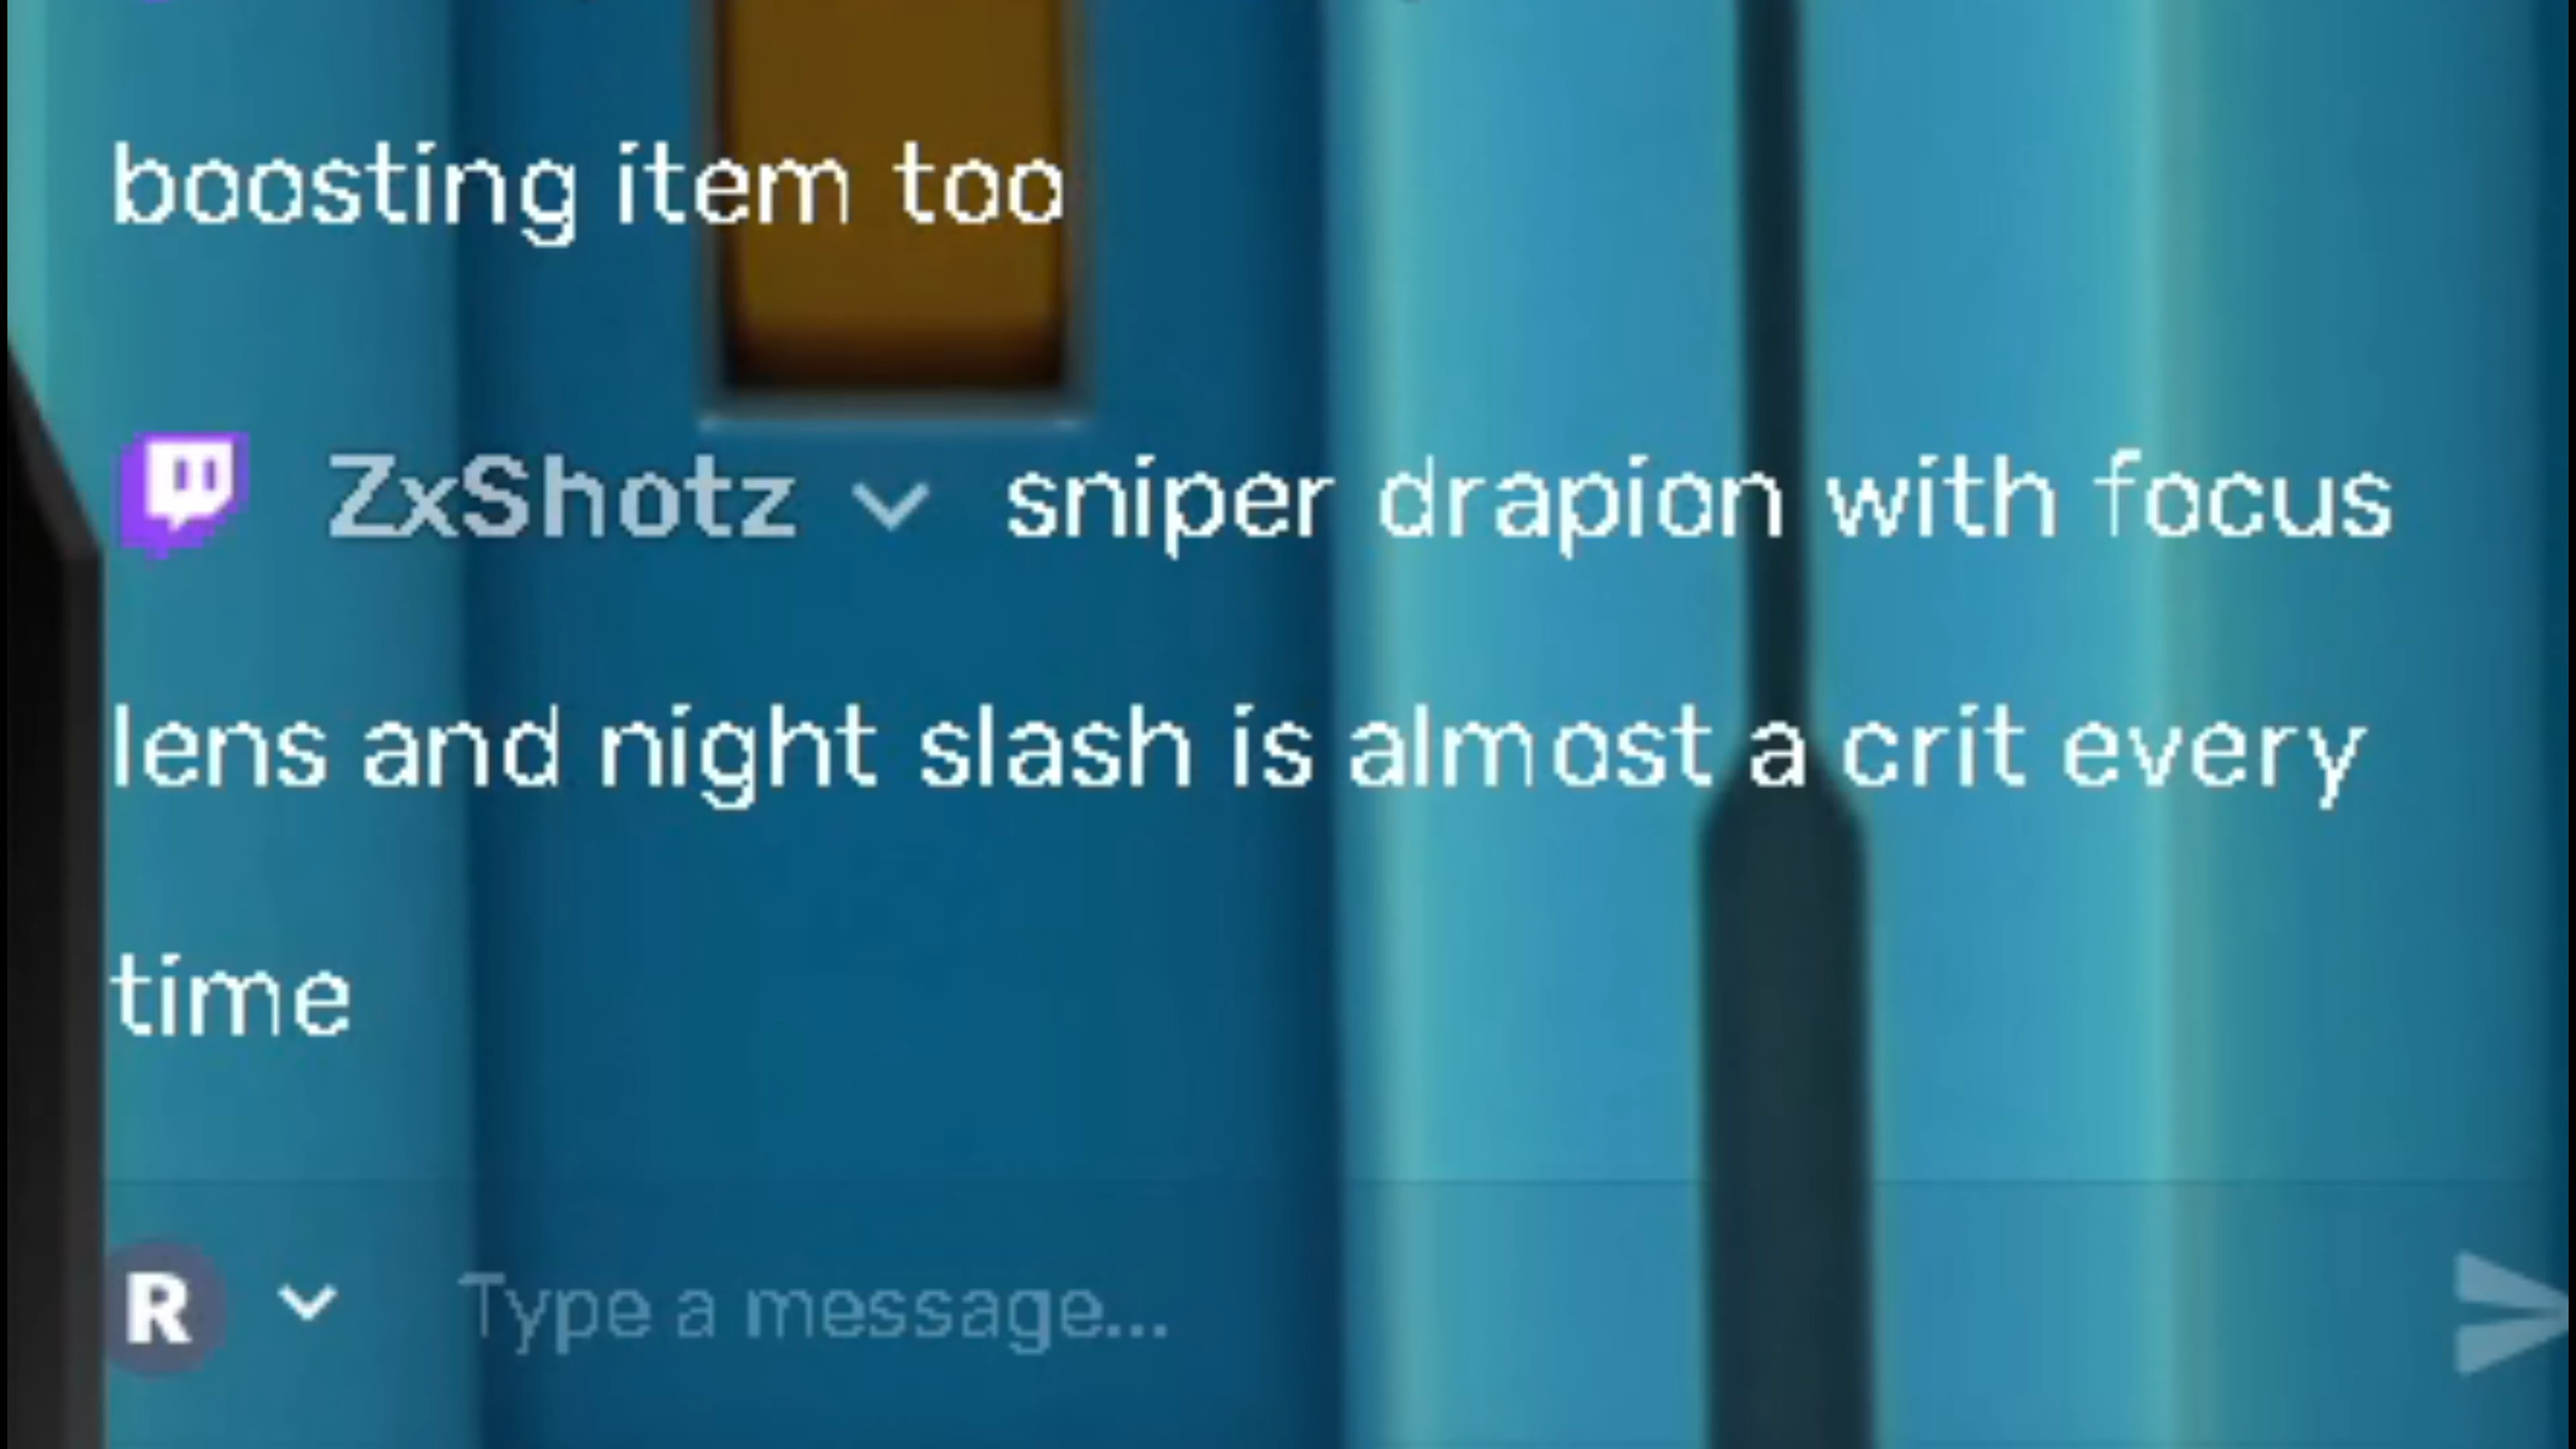 boosting item too
ZxShotz sniper drapion with focus
lens and night slash is almost a crit every
time
R Type a message...